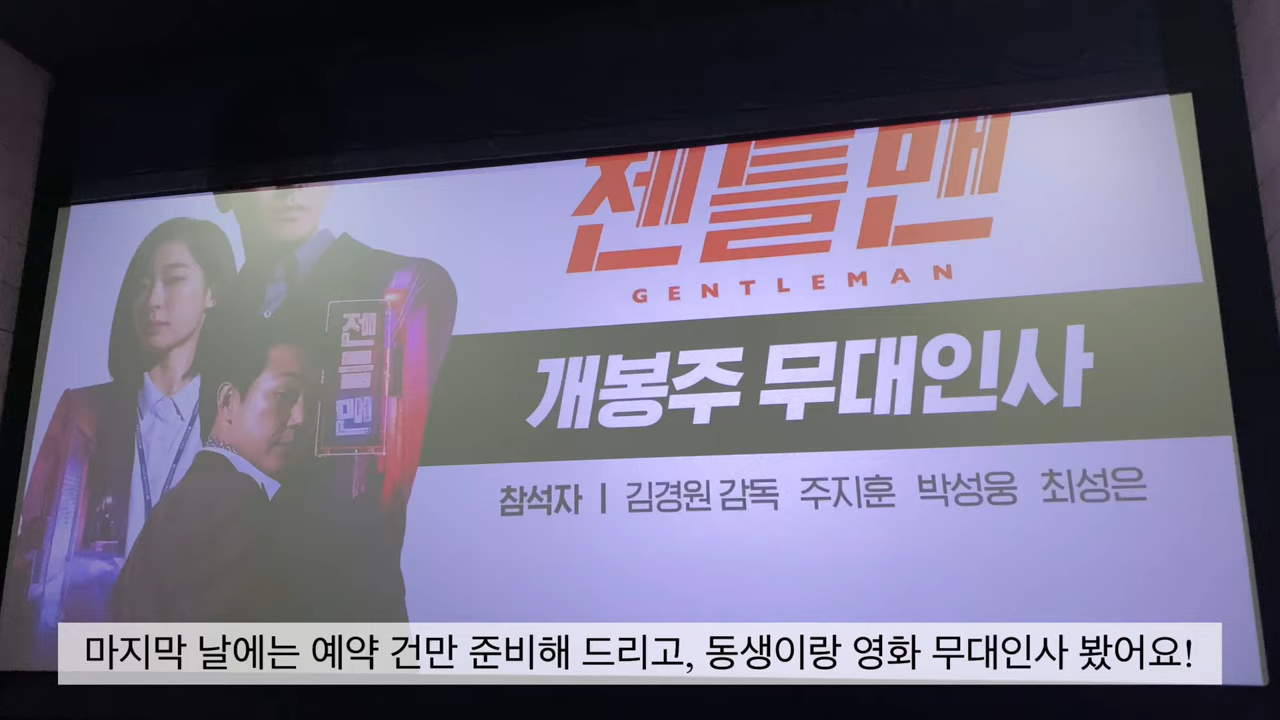 젠틀맨
GENTLEMAN
젠틀맨
개봉주 무대인사
참석자 | 김경원 감독 주지훈 박성웅 최성은
마지막 날에는 예약 건만 준비해 드리고, 동생이랑 영화 무대인사 봤어요!